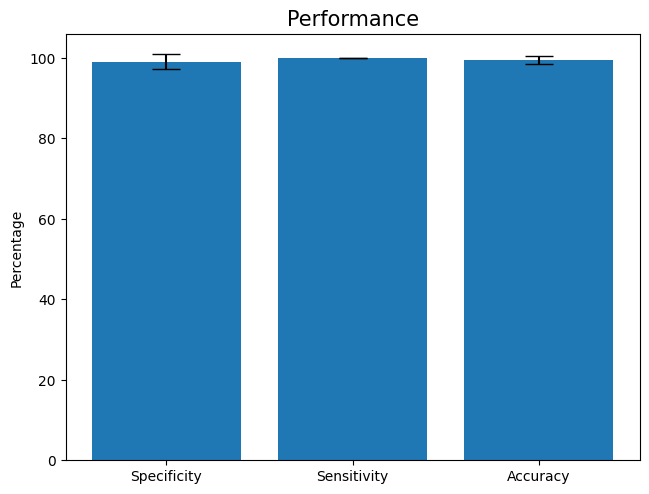 Performance
Percentage
100
80
60
40
20
0
Specificity
Sensitivity
Accuracy